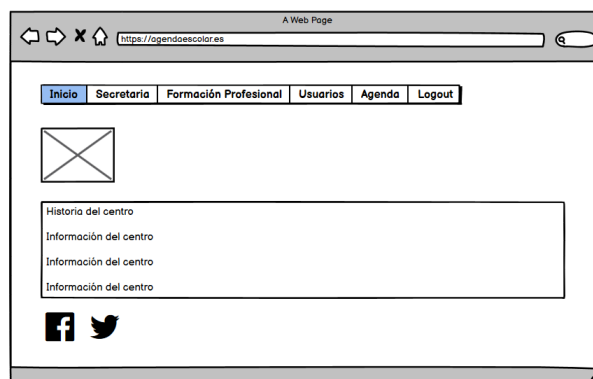 A Web Page
https://agendaescolar.es
Inicio Secretaria Formación Profesional Usuarios Agenda Logout
Historia del centro
Información del centro
Información del centro
Información del centro